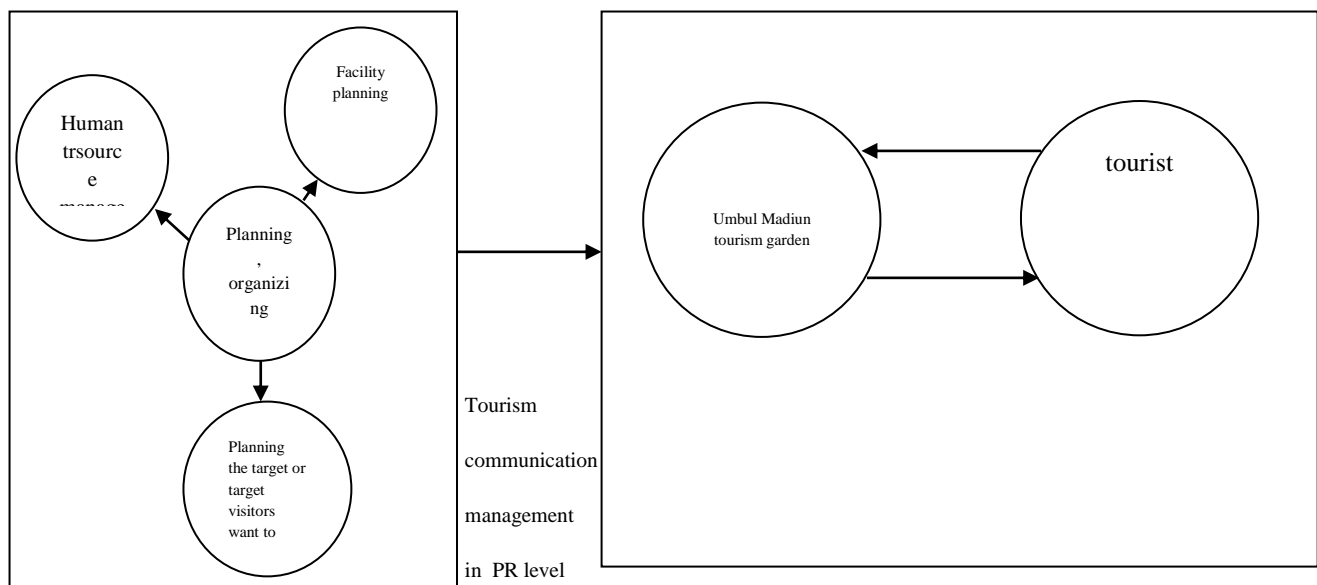 Facility
planning
Human
trsourc
e
Planning
,
organizi
ng
Planning
the target or
target
visitors
want to
Tourism
communication
management
in PR level
Umbul Madiun
tourism garden
tourist